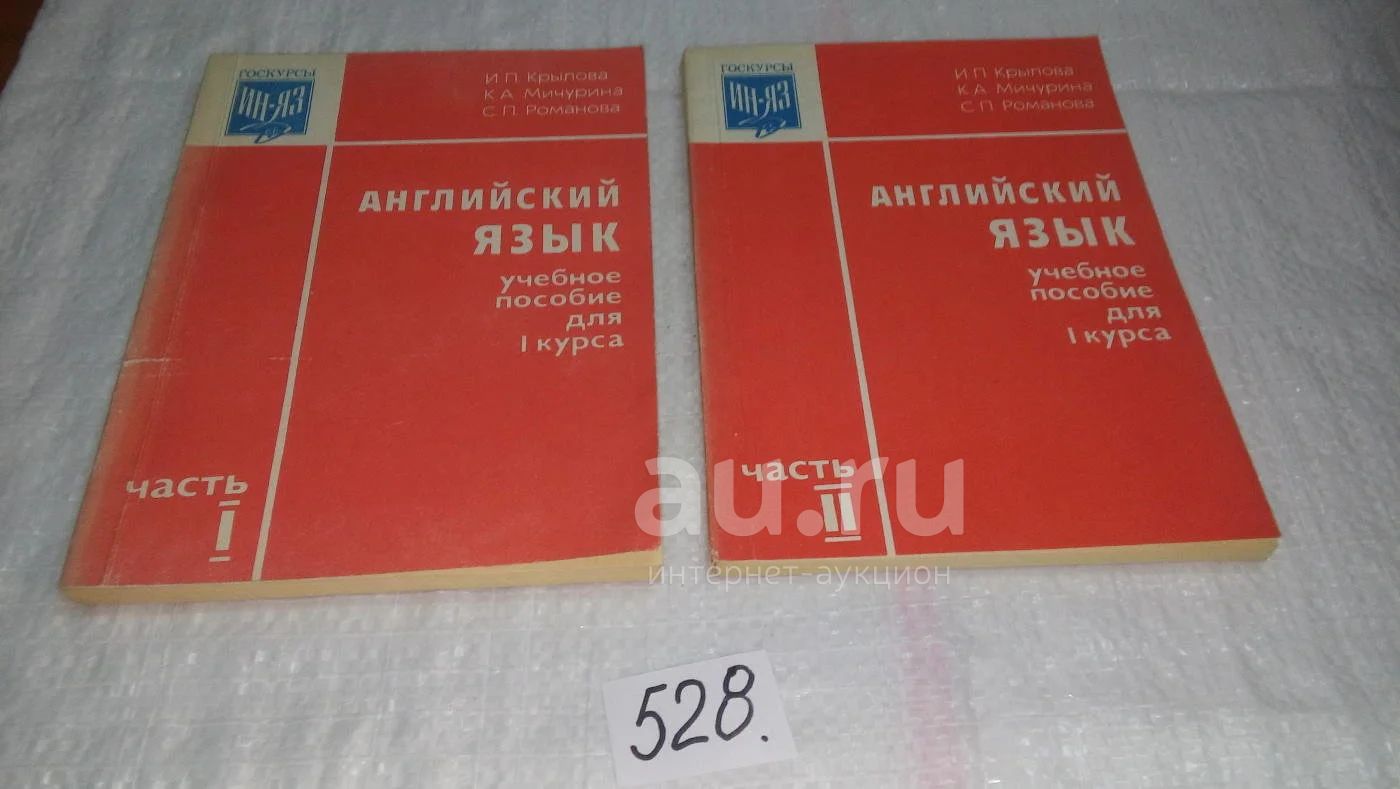 ГОСКУРСЫ
ИН-ЯЗ
И. П. Крылова
К. А. Мичурина
С. П. Романова
АНГЛИЙСКИЙ
ЯЗЫК
учебное
пособие
для
I курса
часть
I
ГОСКУРСЫ
ИН-ЯЗ
И. П. Крылова
К. А. Мичурина
С. П. Романова
АНГЛИЙСКИЙ
ЯЗЫК
учебное
пособие
для
I курса
часть
II
au.ru
интернет-аукцион
528.